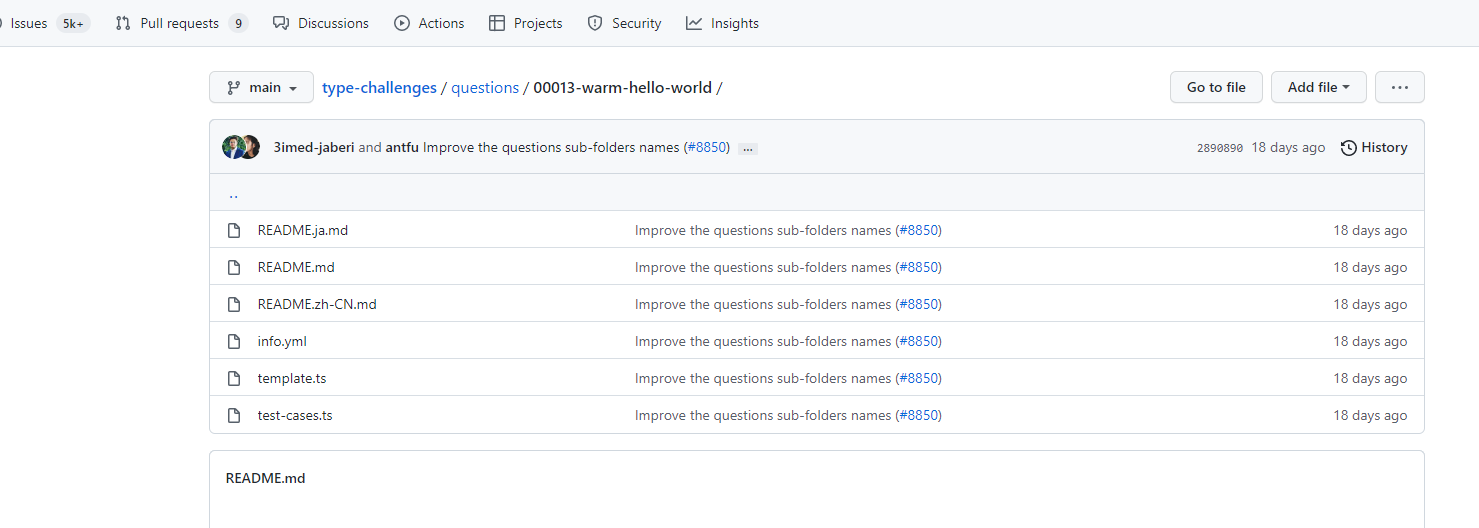 Issues 5k+ Pull requests 9 Discussions Actions Projects Security Insights
main type-challenges / questions / 00013-warm-hello-world / Go to file Add file ...
3imed-jaberi and antfu Improve the questions sub-folders names (#8850) ... 2890890 18 days ago History
..
README.ja.md Improve the questions sub-folders names (#8850) 18 days ago
README.md Improve the questions sub-folders names (#8850) 18 days ago
README.zh-CN.md Improve the questions sub-folders names (#8850) 18 days ago
info.yml Improve the questions sub-folders names (#8850) 18 days ago
template.ts Improve the questions sub-folders names (#8850) 18 days ago
test-cases.ts Improve the questions sub-folders names (#8850) 18 days ago
README.md